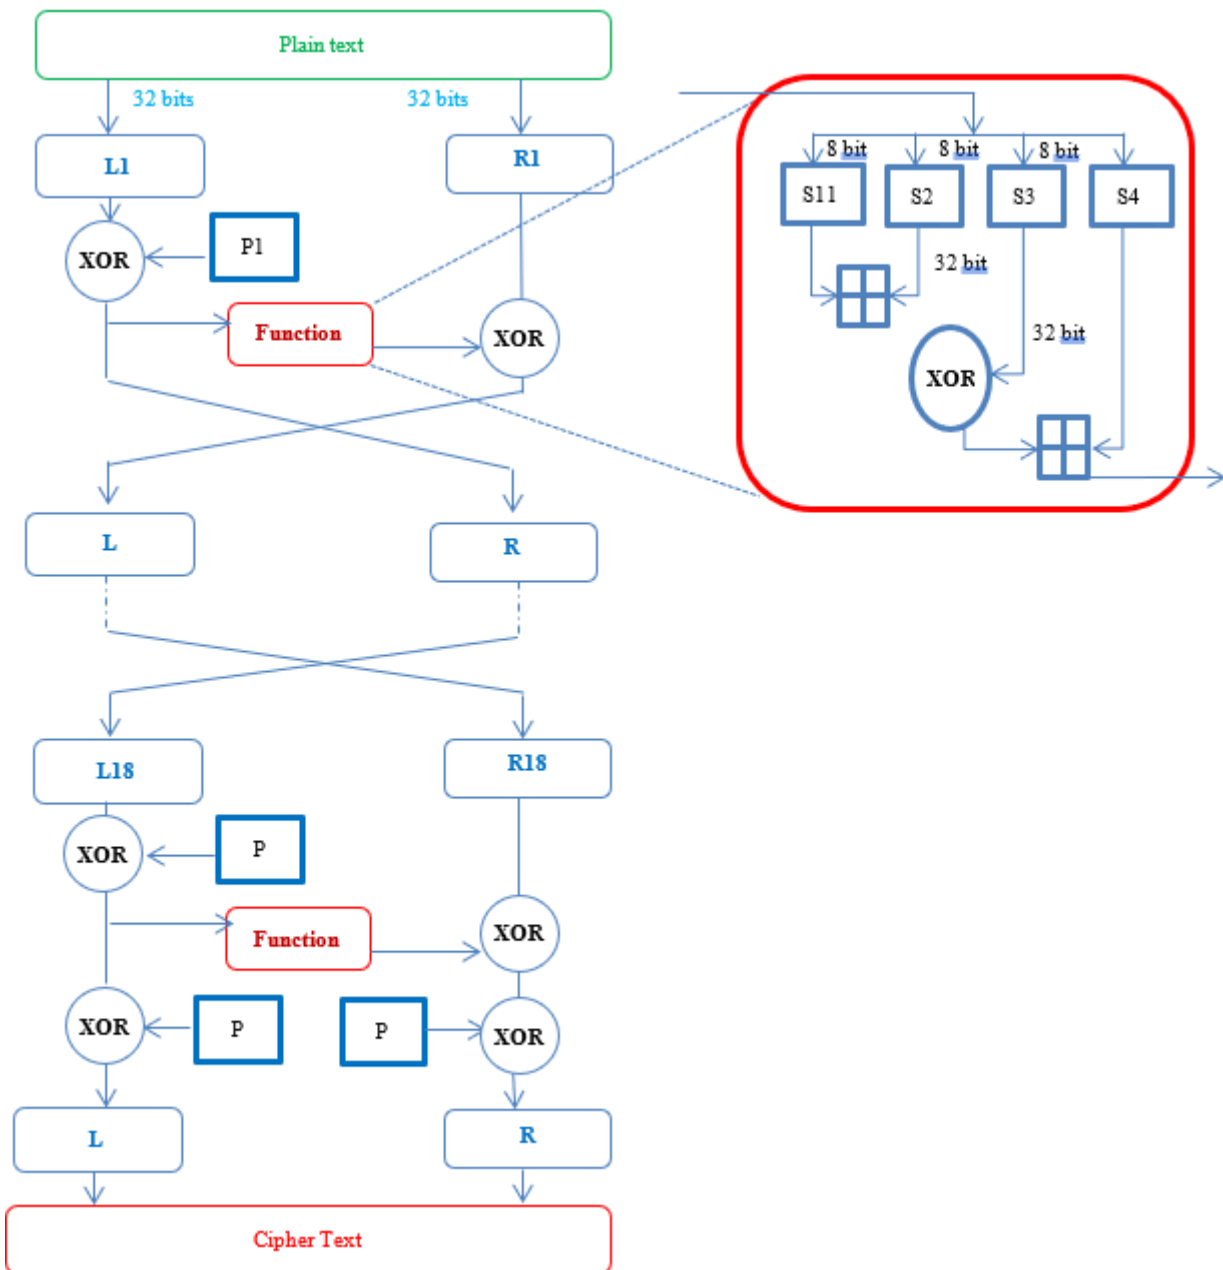 Plain text
32 bits
32 bits
L1
R1
XOR
P1
Function
XOR
8 bit
8 bit
8 bit
S11
S2
S3
S4
32 bit
32 bit
XOR
L
R
L18
R18
XOR
P
Function
XOR
XOR
P
P
XOR
L
R
Cipher Text